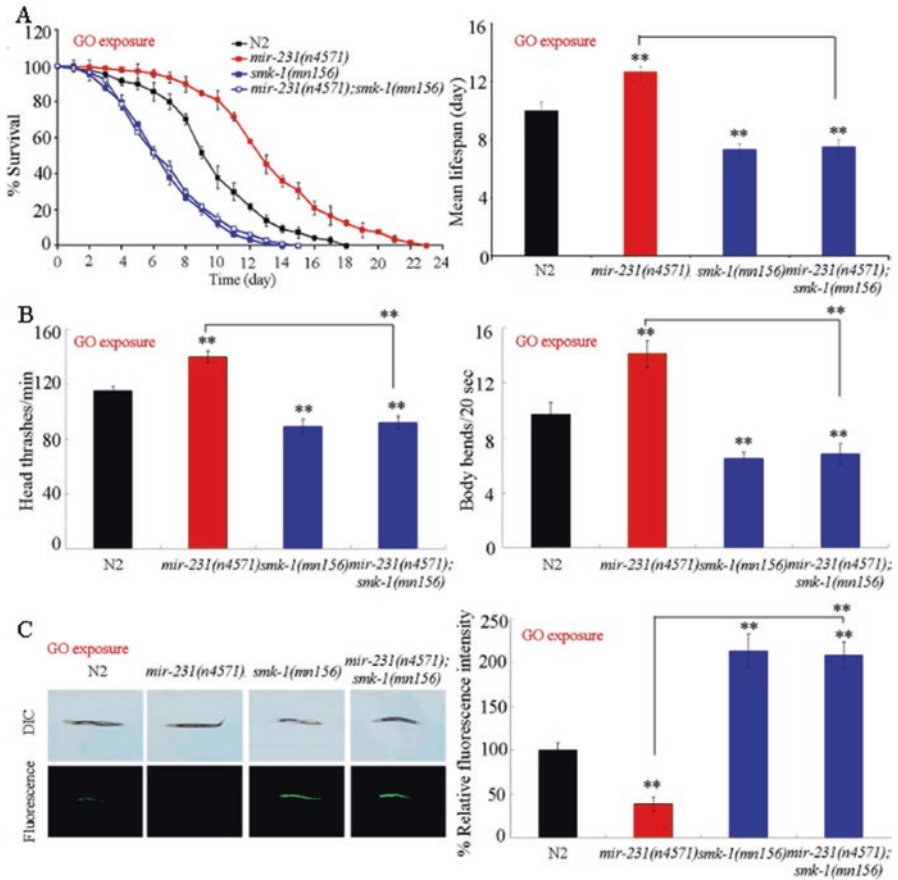 A
GO exposure
N2
mir-231(n4571)
smk-1(mn156)
mir-231(n4571);smk-1(mn156)
% Survival
120
100
80
60
40
20
0
0 2 4 6 8 10 12 14 16 18 20 22 24
Time (day)
GO exposure
Mean lifespan (day)
16
12
8
4
0
**
**
**
N2
mir-231(n4571)
smk-1(mn156)
mir-231(n4571);
smk-1(mn156)
B
GO exposure
Head thrashes/min
160
120
80
40
0
**
**
**
**
N2
mir-231(n4571)
smk-1(mn156)
mir-231(n4571);
smk-1(mn156)
GO exposure
Body bends/20 sec
16
12
8
4
0
**
**
**
**
N2
mir-231(n4571)
smk-1(mn156)
mir-231(n4571);
smk-1(mn156)
C
GO exposure
N2
mir-231(n4571)
smk-1(mn156)
mir-231(n4571);
smk-1(mn156)
DIC
Fluorescence
GO exposure
% Relative fluorescence intensity
250
200
150
100
50
0
**
**
**
**
N2
mir-231(n4571)
smk-1(mn156)
mir-231(n4571);
smk-1(mn156)